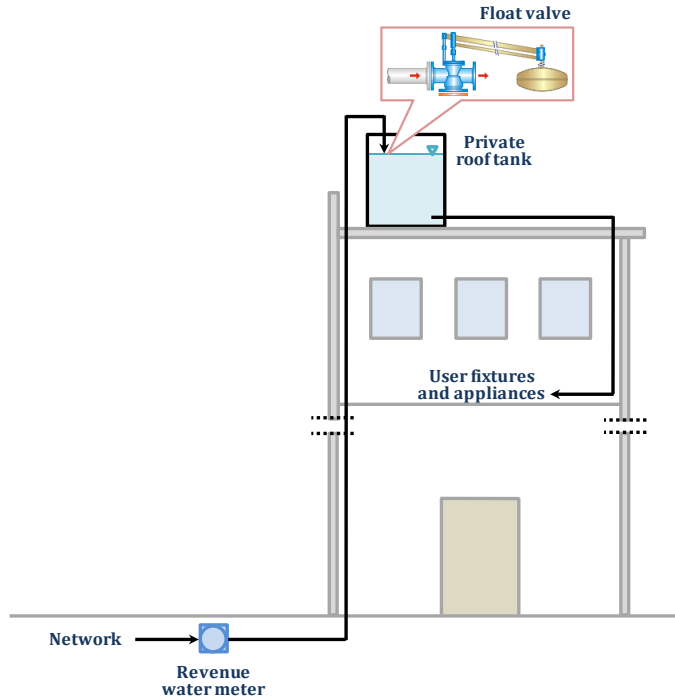 Float valve
Private
roof tank
User fixtures
and appliances
Network
Revenue
water meter